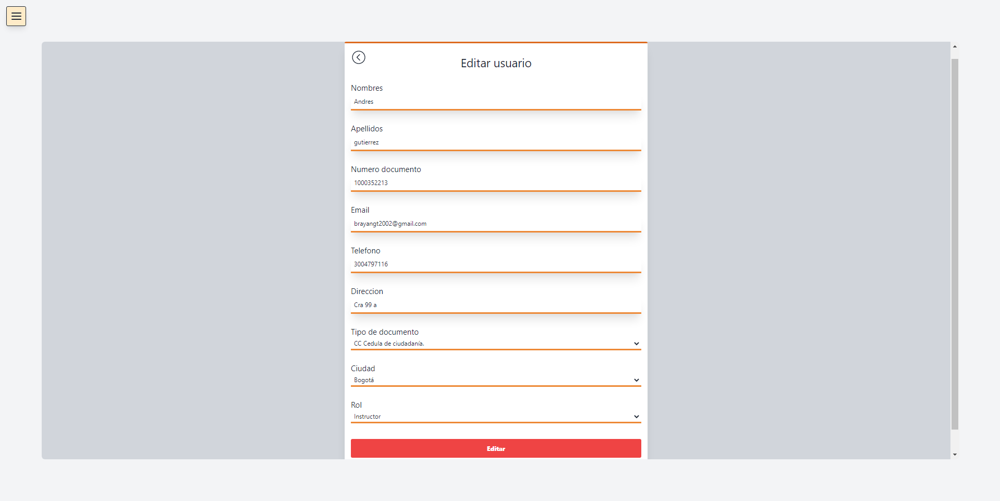 Editar usuario
Nombres
Andres
Apellidos
gutierrez
Numero documento
1000352213
Email
brayangt2002@gmail.com
Telefono
3004797116
Direccion
Cra 99 a
Tipo de documento
CC Cedula de ciudadanía.
Ciudad
Bogotá
Rol
Instructor
Editar